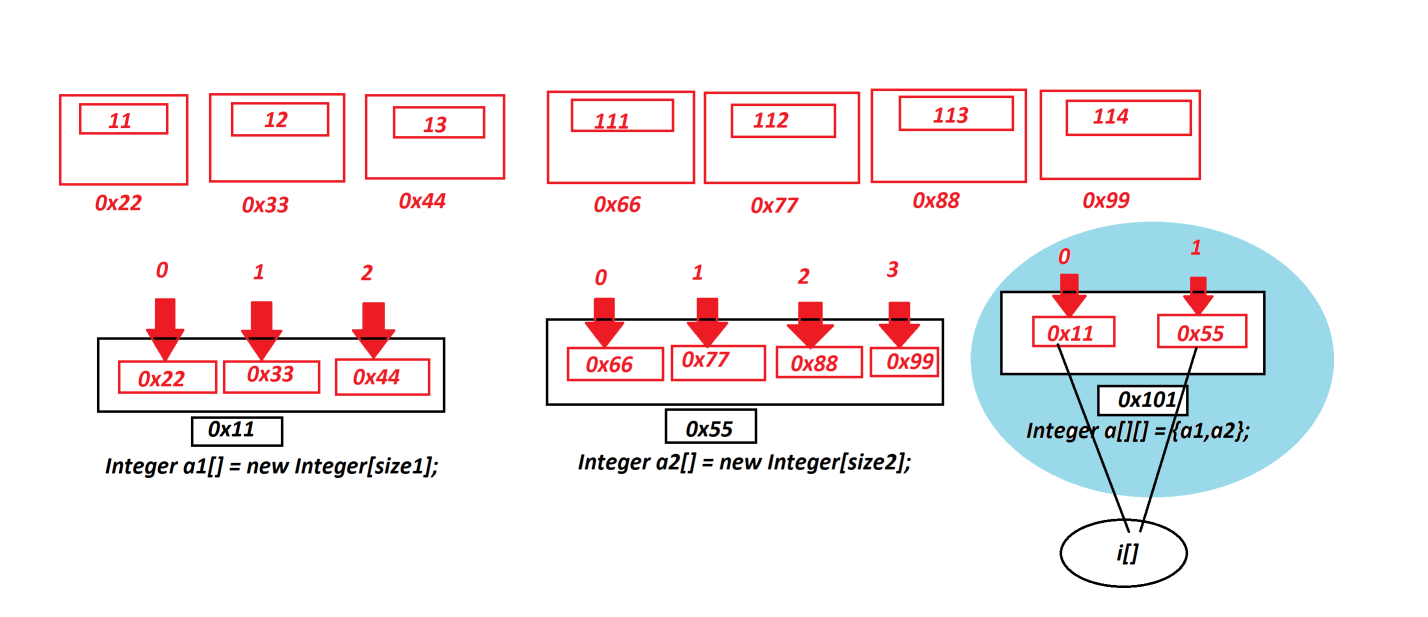 11 12 13 111 112 113 114
0x22 0x33 0x44 0x66 0x77 0x88 0x99
0 1 2 0 1 2 3 0 1
0x22 0x33 0x44 0x66 0x77 0x88 0x99 0x11 0x55
0x11 0x55 0x101
Integer a1[] = new Integer[size1]; Integer a2[] = new Integer[size2]; Integer a[][] = {a1,a2};
i[]